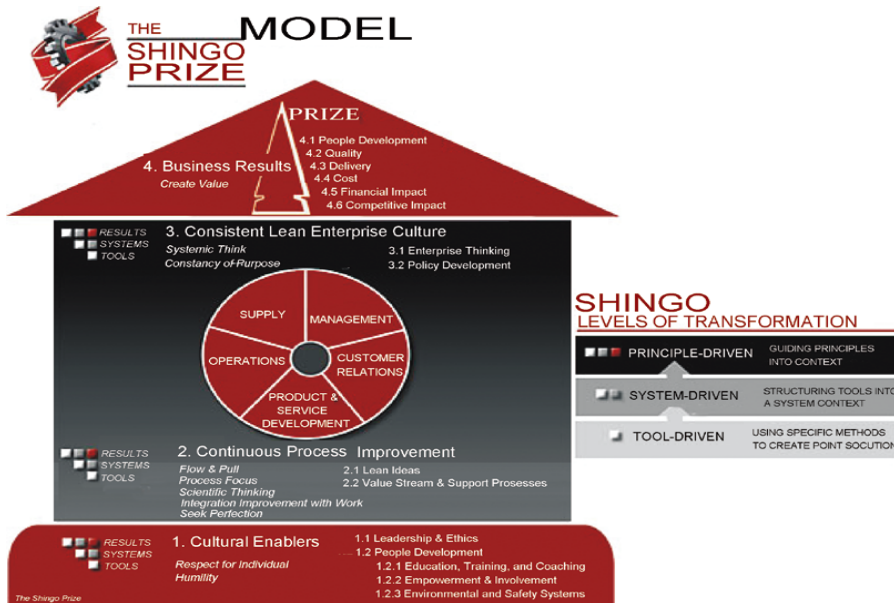 THE
SHINGO
PRIZE
MODEL
PRIZE
4. Business Results
Create Value
4.1 People Development
4.2 Quality
4.3 Delivery
4.4 Cost
4.5 Financial Impact
4.6 Competitive Impact
RESULTS
SYSTEMS
TOOLS
3. Consistent Lean Enterprise Culture
Systemic Think
Constancy of Rurpose
3.1 Enterprise Thinking
3.2 Policy Development
SUPPLY
MANAGEMENT
OPERATIONS
CUSTOMER
RELATIONS
PRODUCT &
SERVICE
DEVELOPMENT
RESULTS
SYSTEMS
TOOLS
2. Continuous Process Improvement
Flow & Pull
Process Focus
Scientific Thinking
Integration Improvement with Work
Seek Perfection
2.1 Lean Ideas
2.2 Value Stream & Support Prosesses
RESULTS
SYSTEMS
TOOLS
1. Cultural Enablers
Respect for Individual
Humility
1.1 Leadership & Ethics
1.2 People Development
1.2.1 Education, Training, and Coaching
1.2.2 Empowerment & Involvement
1.2.3 Environmental and Safety Systems
The Shingo Prize
SHINGO
LEVELS OF TRANSFORMATION
PRINCIPLE-DRIVEN
GUIDING PRINCIPLES
INTO CONTEXT
SYSTEM-DRIVEN
STRUCTURING TOOLS INTO
A SYSTEM CONTEXT
TOOL-DRIVEN
USING SPECIFIC METHODS
TO CREATE POINT SOCUTION